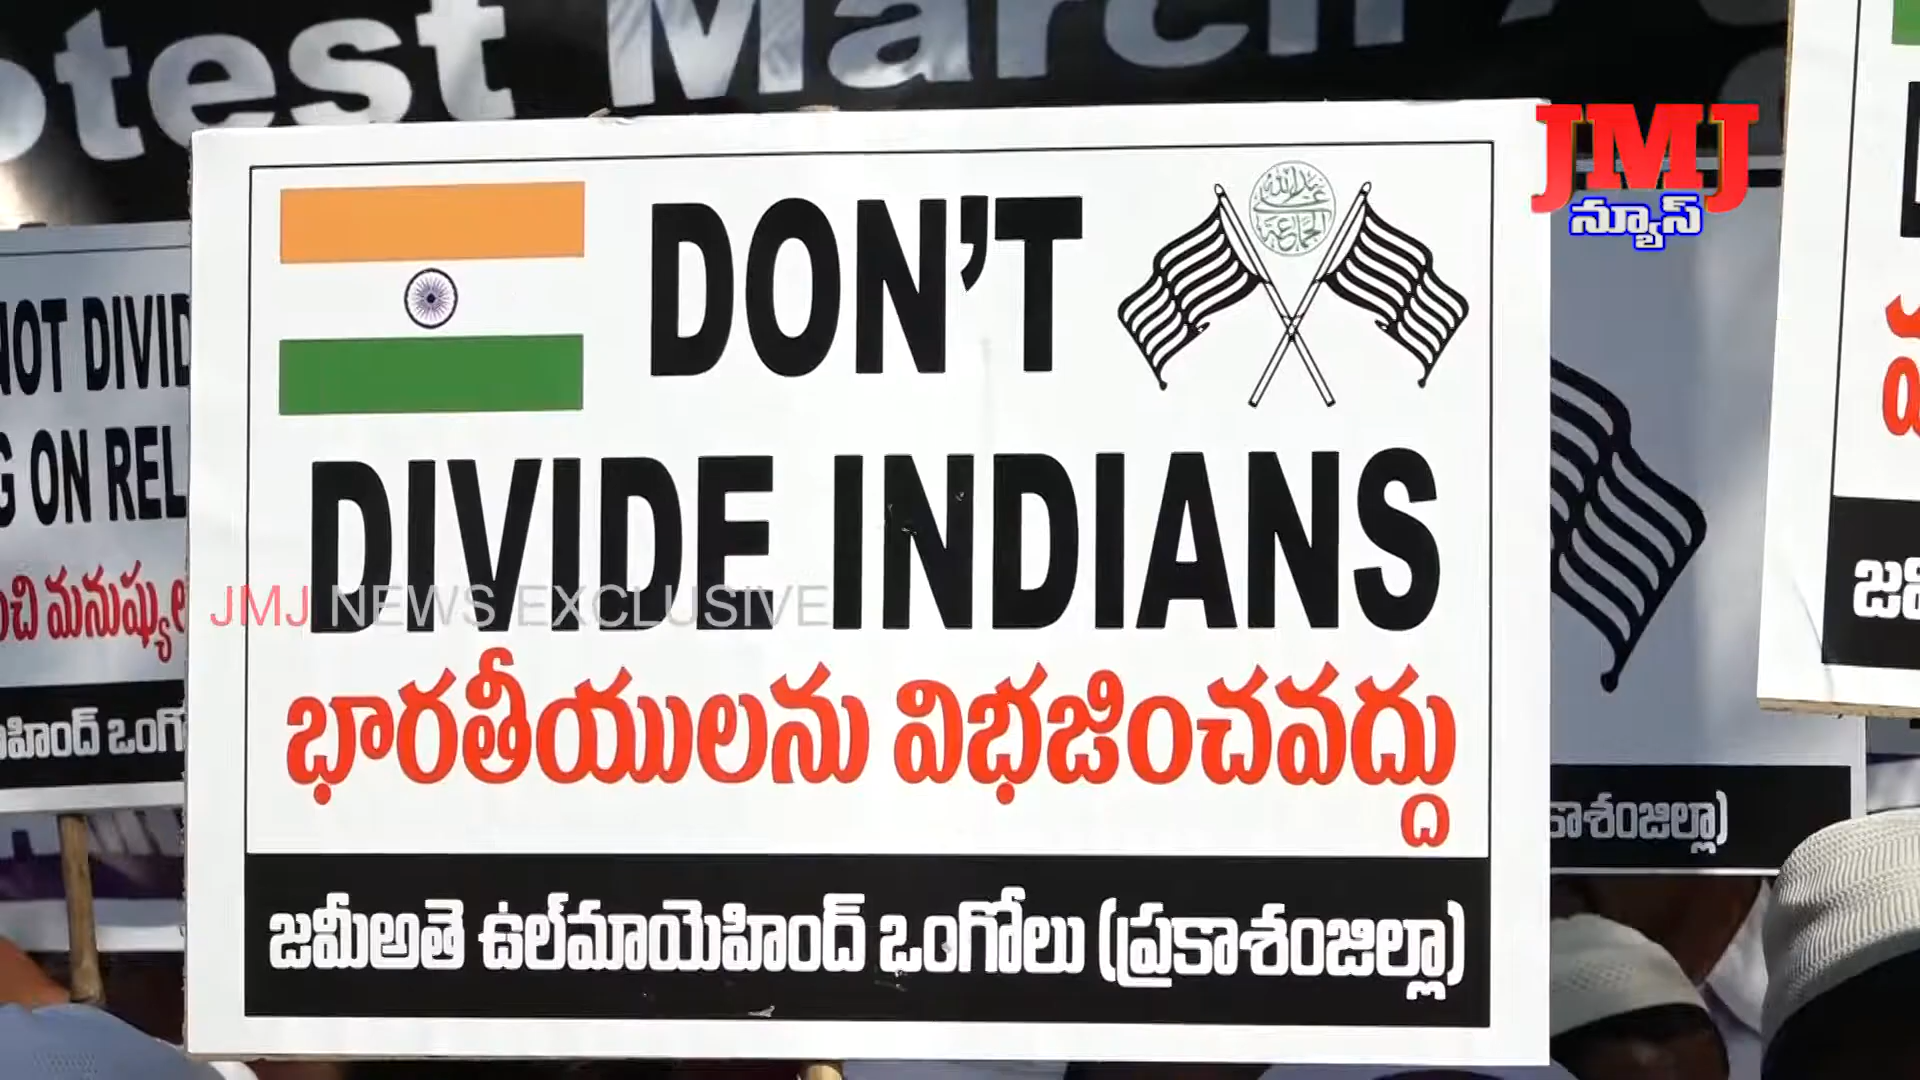 otest March
JMJ
న్యూస్
DON'T
DIVIDE INDIANS
భారతీయులను విభజించవద్దు
జమీఅతె ఉల్‌మాయెహింద్ ఒంగోలు (ప్రకాశంజిల్లా)
JMJ NEWS EXCLUSIVE
NOT DIVID
G ON REL
ంచి మనుష్యుల
హింద్ ఒంగో
కాశంజిల్లా)